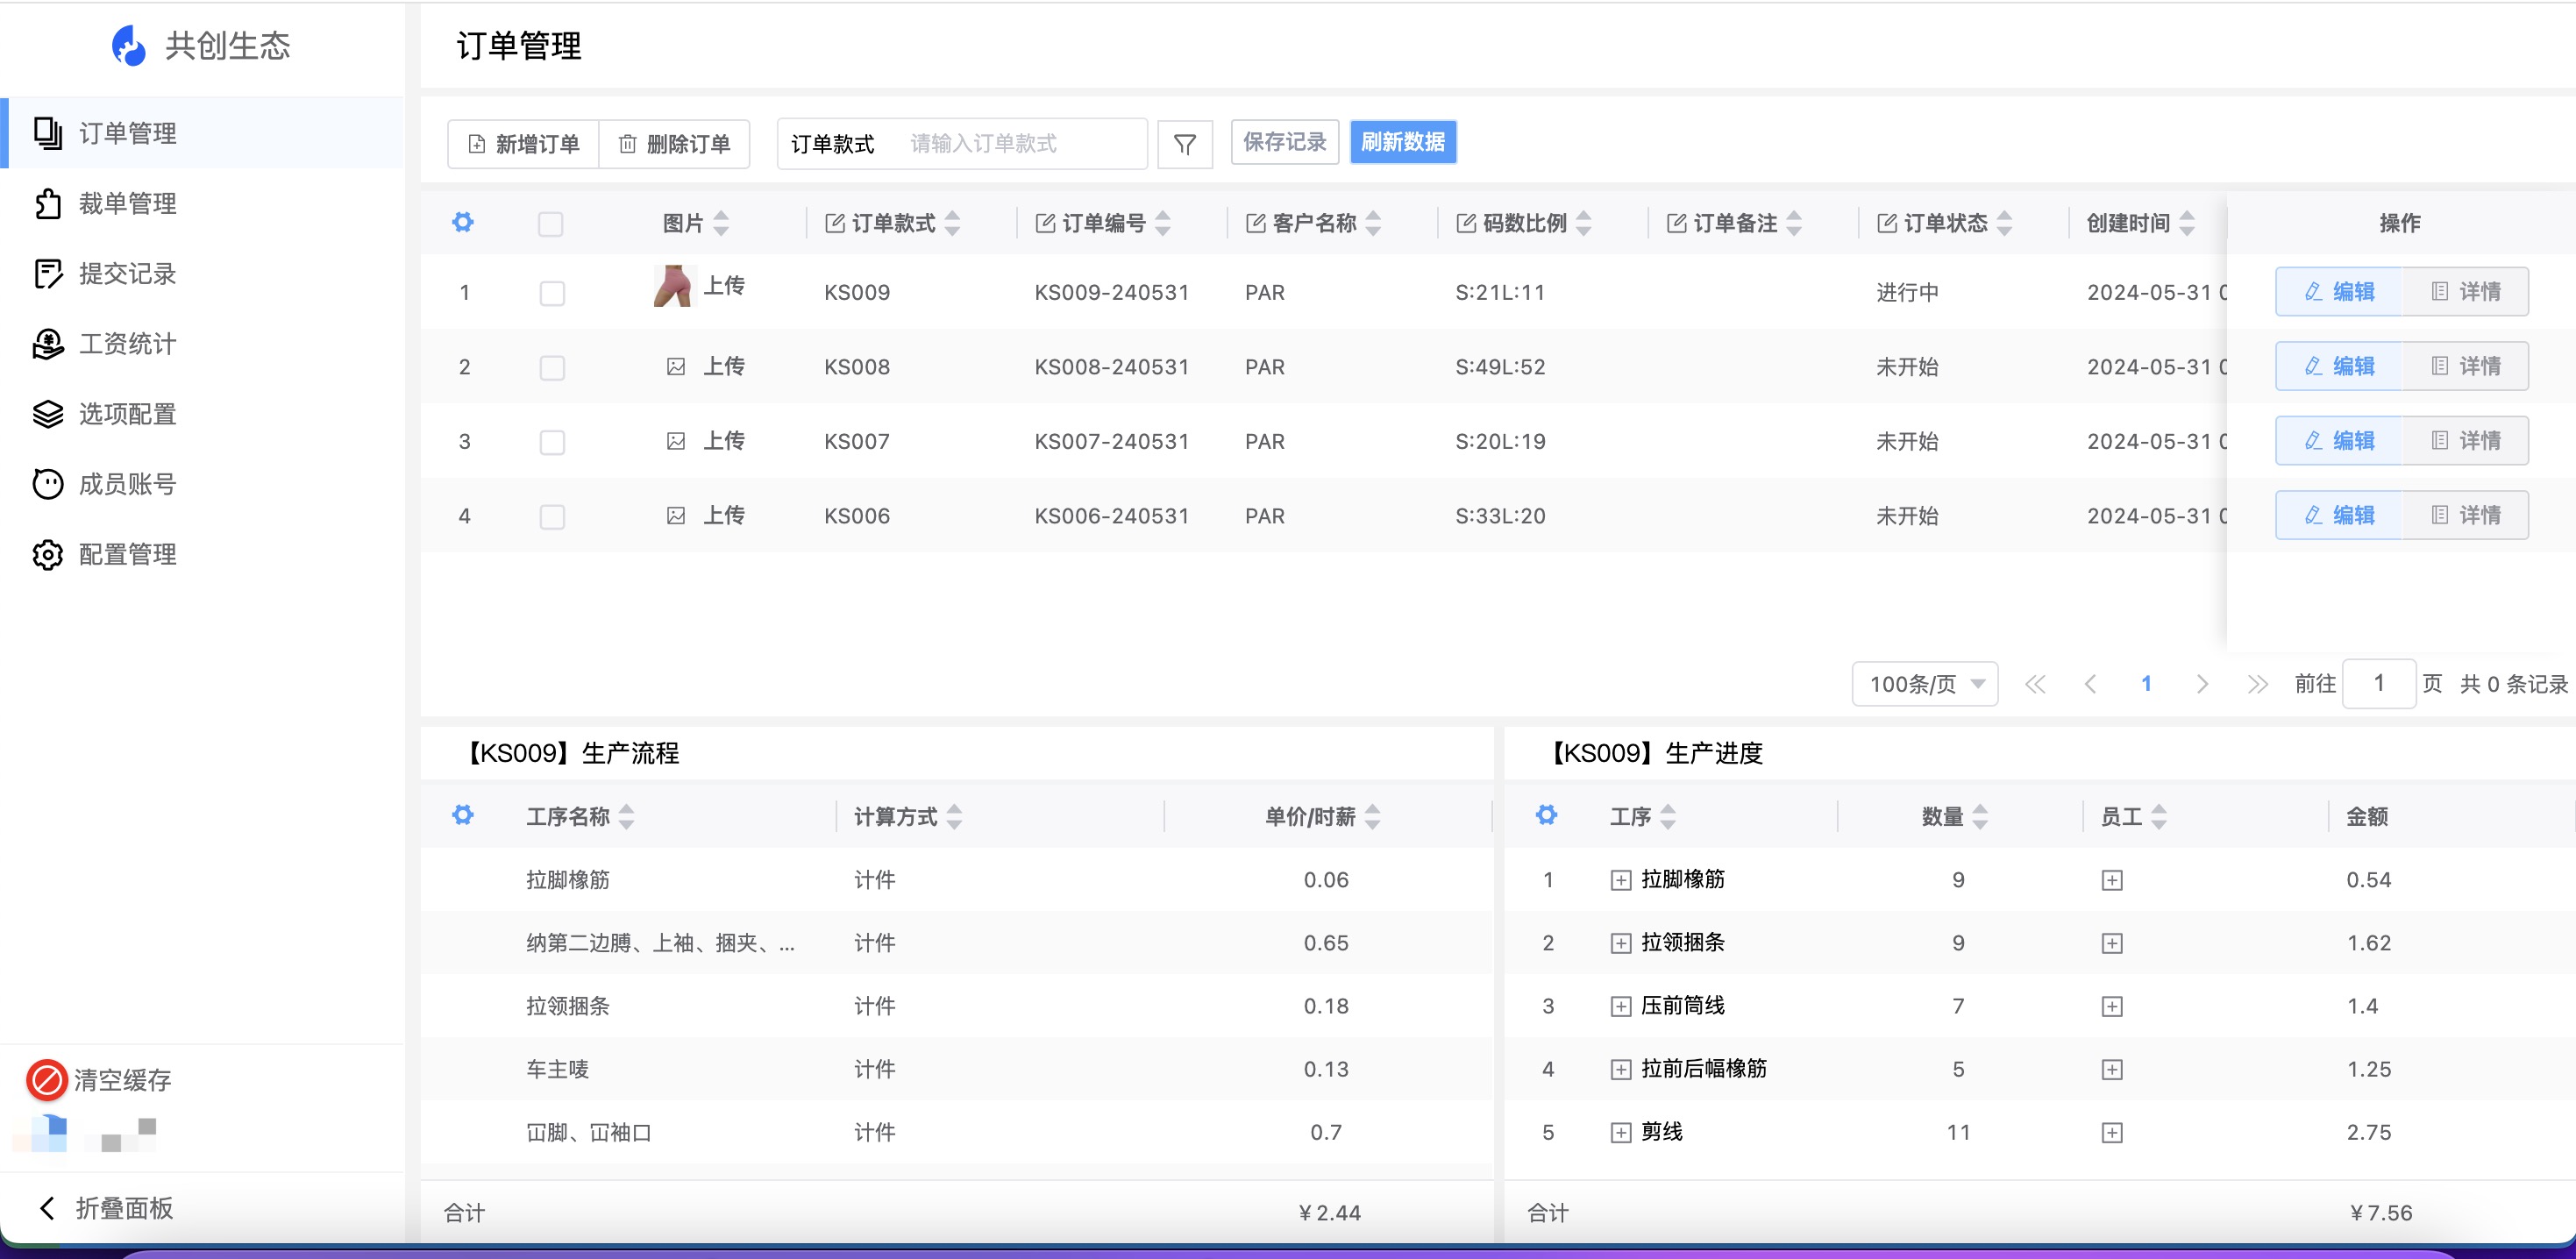 共创生态
订单管理
裁单管理
提交记录
工资统计
选项配置
成员账号
配置管理
清空缓存
折叠面板
订单管理
新增订单 删除订单 订单款式 请输入订单款式 保存记录 刷新数据
图片 订单款式 订单编号 客户名称 码数比例 订单备注 订单状态 创建时间 操作
1 上传 KS009 KS009-240531 PAR S:21L:11 进行中 2024-05-31 编辑 详情
2 上传 KS008 KS008-240531 PAR S:49L:52 未开始 2024-05-31 编辑 详情
3 上传 KS007 KS007-240531 PAR S:20L:19 未开始 2024-05-31 编辑 详情
4 上传 KS006 KS006-240531 PAR S:33L:20 未开始 2024-05-31 编辑 详情
100条/页 1 前往 1 页 共 0 条记录
【KS009】生产流程
工序名称 计算方式 单价/时薪
拉脚橡筋 计件 0.06
纳第二边膊、上袖、捆夹、... 计件 0.65
拉领捆条 计件 0.18
车主唛 计件 0.13
冚脚、冚袖口 计件 0.7
合计 ¥2.44
【KS009】生产进度
工序 数量 员工 金额
1 拉脚橡筋 9 0.54
2 拉领捆条 9 1.62
3 压前筒线 7 1.4
4 拉前后幅橡筋 5 1.25
5 剪线 11 2.75
合计 ¥7.56